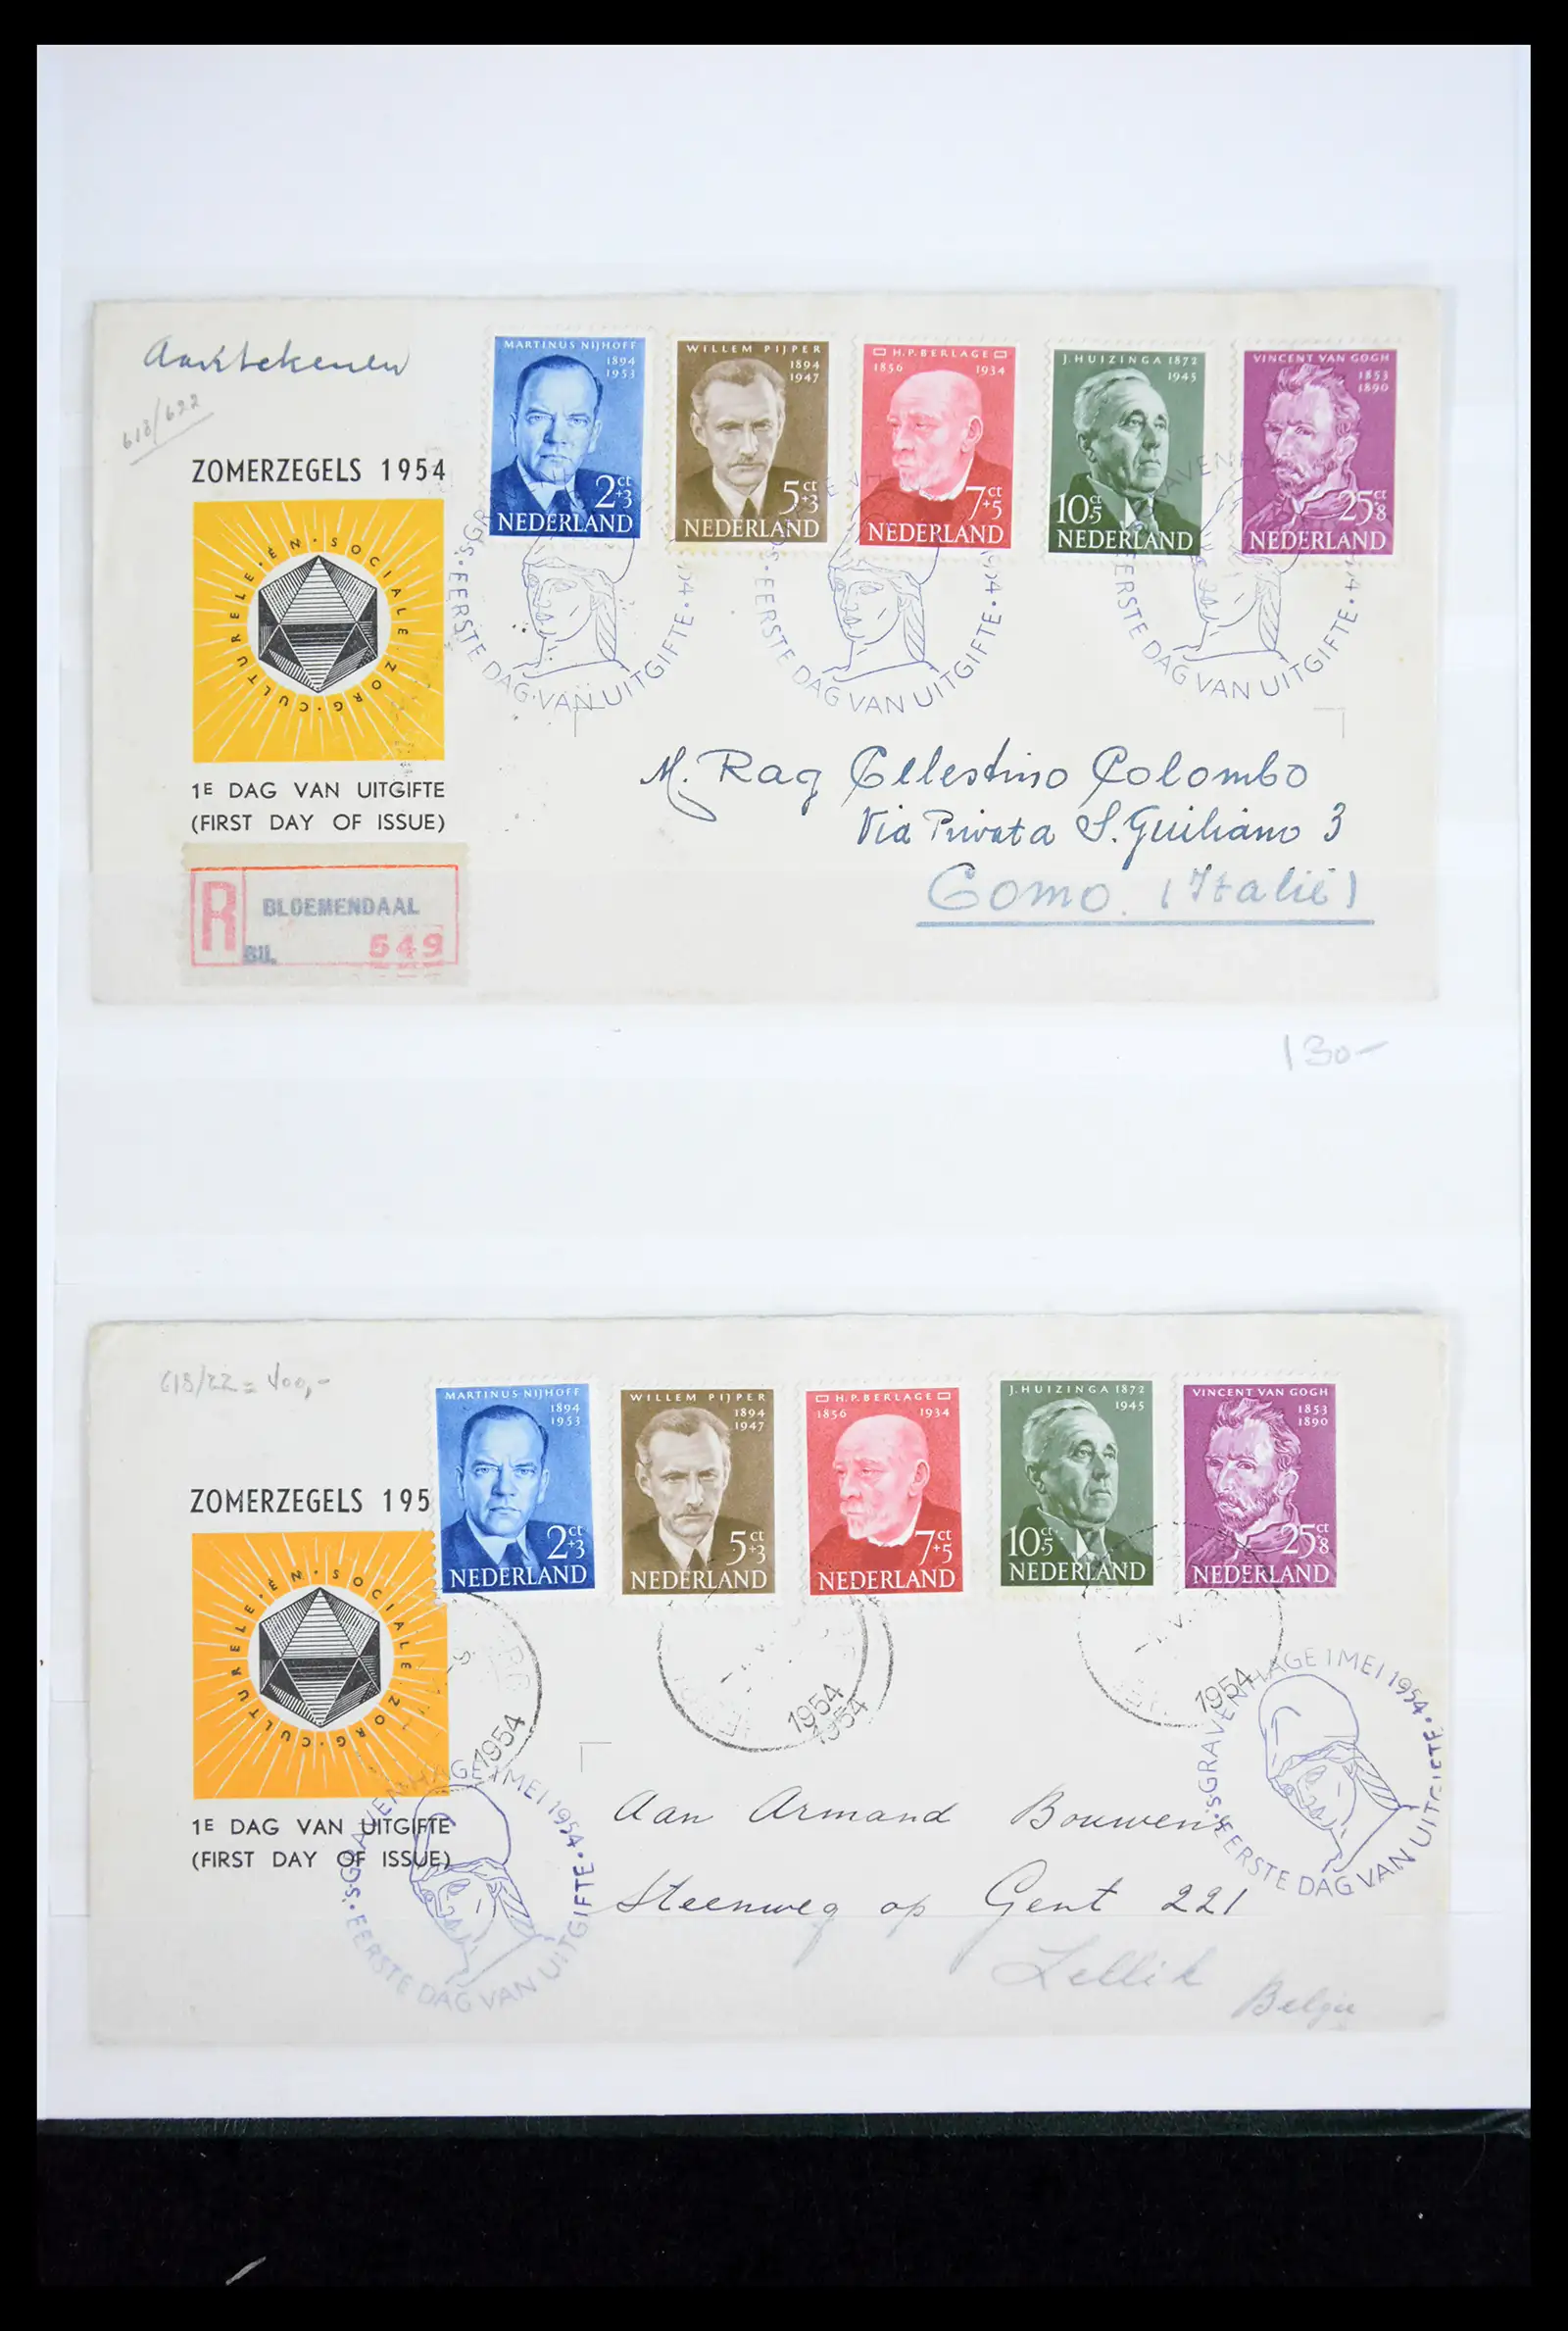 Aantekenen
618/622
ZOMERZEGELS 1954
CULTURELE·EN·SOCIALE·ZORG·
1E DAG VAN UITGIFTE
(FIRST DAY OF ISSUE)
R
BLOEMENDAAL
Bij.
549
MARTINUS NIJHOFF
1894
1953
2ct+3
NEDERLAND
WILLEM PIJPER
1894
1947
5ct+3
NEDERLAND
H.P. BERLAGE
1856 1934
7ct+5
NEDERLAND
J. HUIZINGA 1872
1945
10ct+5
NEDERLAND
VINCENT VAN GOGH
1853
1890
25ct+8
NEDERLAND
EERSTE DAG VAN UITGIFTE
EERSTE DAG VAN UITGIFTE
EERSTE DAG VAN UITGIFTE
M. Rag Celestino Colombo
Via Privata S. Guiliano 3
Como. (Italië)
130-
618/22 = 400,-
ZOMERZEGELS 195
CULTURELE·EN·SOCIALE·ZORG·
1E DAG VAN UITGIFTE
(FIRST DAY OF ISSUE)
MARTINUS NIJHOFF
1894
1953
2ct+3
NEDERLAND
WILLEM PIJPER
1894
1947
5ct+3
NEDERLAND
H.P. BERLAGE
1856 1934
7ct+5
NEDERLAND
J. HUIZINGA 1872
1945
10ct+5
NEDERLAND
VINCENT VAN GOGH
1853
1890
25ct+8
NEDERLAND
1954
1954
1954
1954
's-GRAVENHAGE 1 MEI 1954 · EERSTE DAG VAN UITGIFTE ·
's-GRAVENHAGE 1 MEI 1954 · EERSTE DAG VAN UITGIFTE ·
Aan Armand Bouwens
Steenweg op Gent 221
Zellik
Belgie